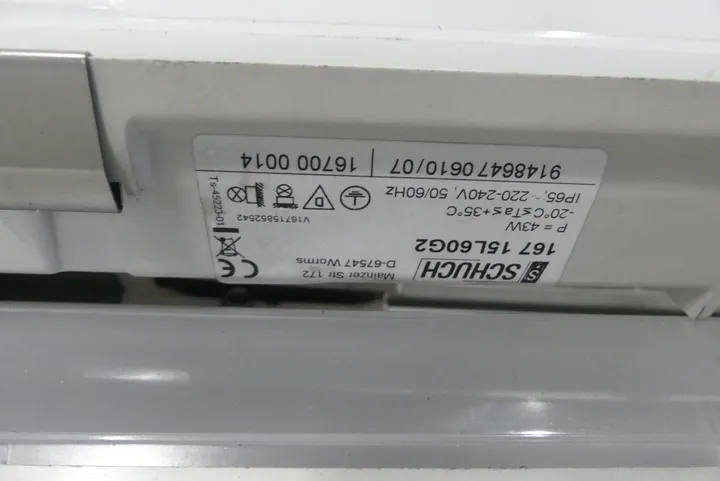 SCHUCH
Mainzer Str 172
D-67547 Worms
CE
167 15L60G2
P = 43W
-20°C≤Ta≤+35°C
IP65, ~ 220-240V, 50/60Hz
V16715852542
D
Ts-45223-01
9148647 0610/07 | 16700 0014